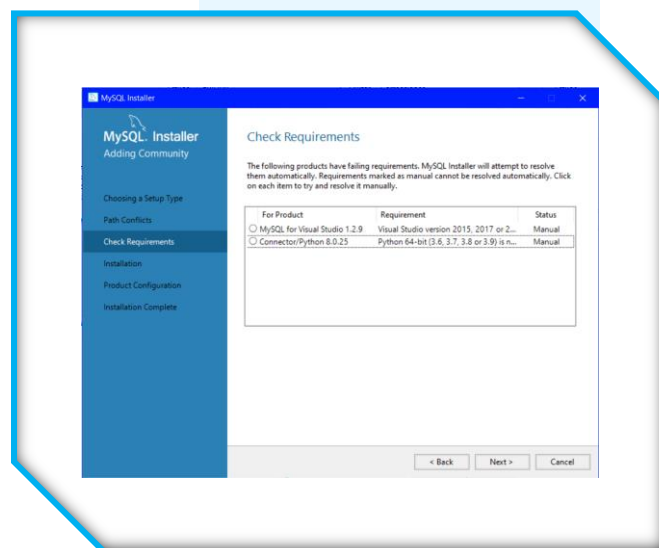 MySQL Installer
MySQL. Installer
Adding Community
Choosing a Setup Type
Path Conflicts
Check Requirements
Installation
Product Configuration
Installation Complete
Check Requirements
The following products have failing requirements. MySQL Installer will attempt to resolve
them automatically. Requirements marked as manual cannot be resolved automatically. Click
on each item to try and resolve it manually.
For Product Requirement Status
MySQL for Visual Studio 1.2.9 Visual Studio version 2015, 2017 or 2... Manual
Connector/Python 8.0.25 Python 64-bit (3.6, 3.7, 3.8 or 3.9) is n... Manual
< Back Next > Cancel